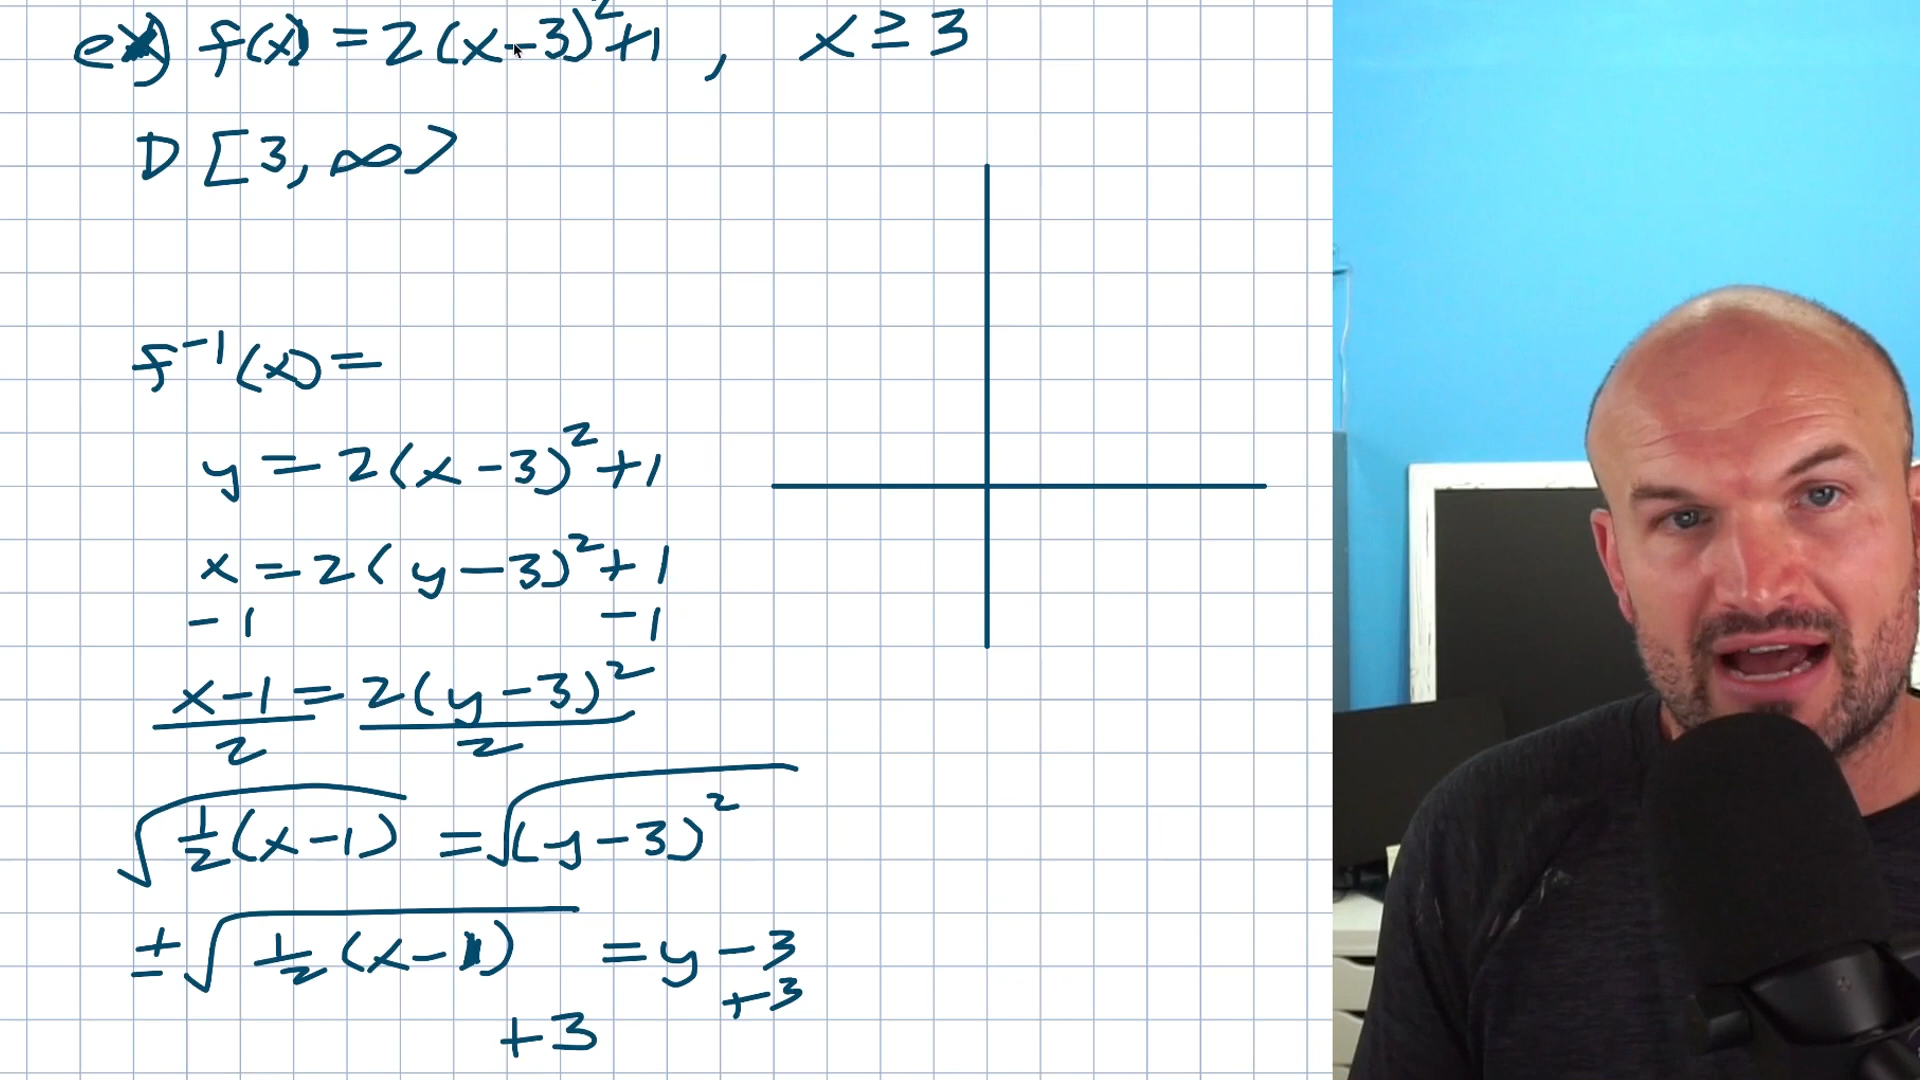 ex) f(x) = 2(x-3)²+1 , x ≥ 3
D [3, ∞)
f⁻¹(x) =
y = 2(x-3)²+1
x = 2(y-3)²+1
-1 -1
x-1 = 2(y-3)²
2 2
√½(x-1) = √(y-3)²
±√½(x-1) = y-3
+3
+3